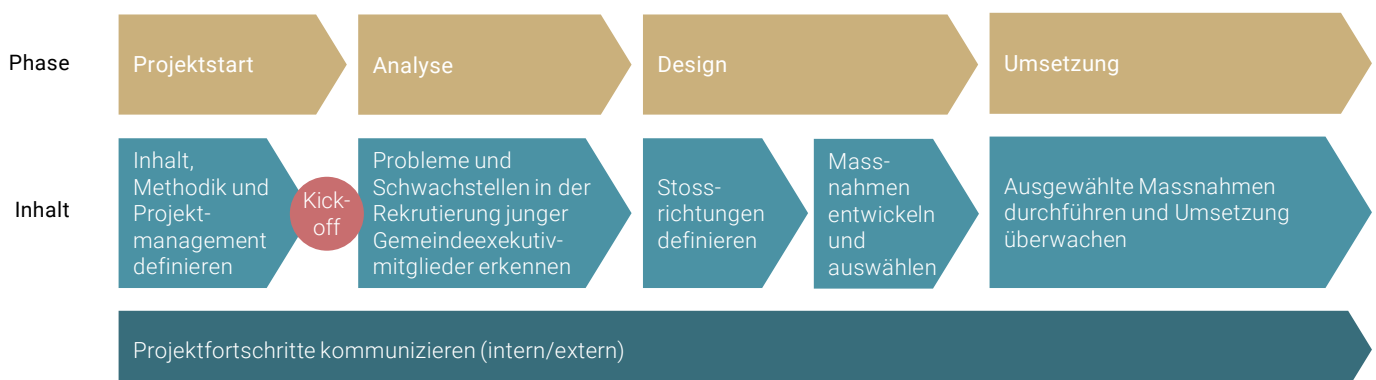 Phase
Projektstart
Analyse
Design
Umsetzung
Inhalt
Inhalt,
Methodik und
Projekt-
management
definieren
Kick-
off
Probleme und
Schwachstellen in der
Rekrutierung junger
Gemeindeexekutiv-
mitglieder erkennen
Stoss-
richtungen
definieren
Mass-
nahmen
entwickeln
und
auswählen
Ausgewählte Massnahmen
durchführen und Umsetzung
überwachen
Projektfortschritte kommunizieren (intern/extern)